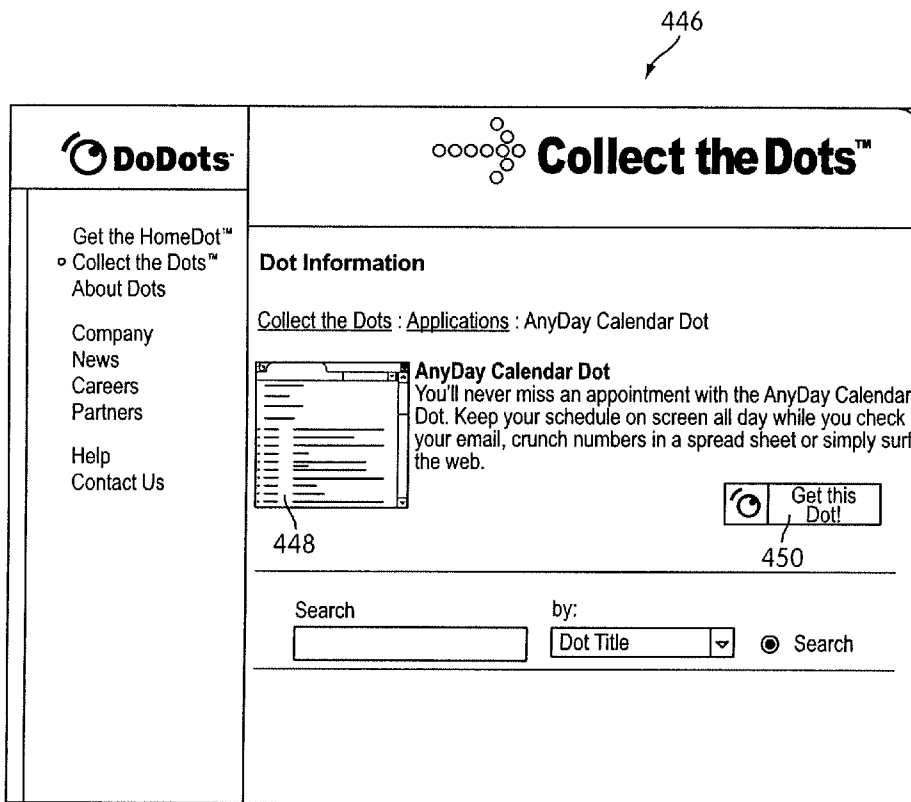 446
DoDots
Collect the Dots™
Get the HomeDot™
Collect the Dots™
About Dots
Company
News
Careers
Partners
Help
Contact Us
Dot Information
Collect the Dots : Applications : AnyDay Calendar Dot
AnyDay Calendar Dot
You'll never miss an appointment with the AnyDay Calendar
Dot. Keep your schedule on screen all day while you check
your email, crunch numbers in a spread sheet or simply surf
the web.
Get this
Dot!
448
450
Search by:
Dot Title Search